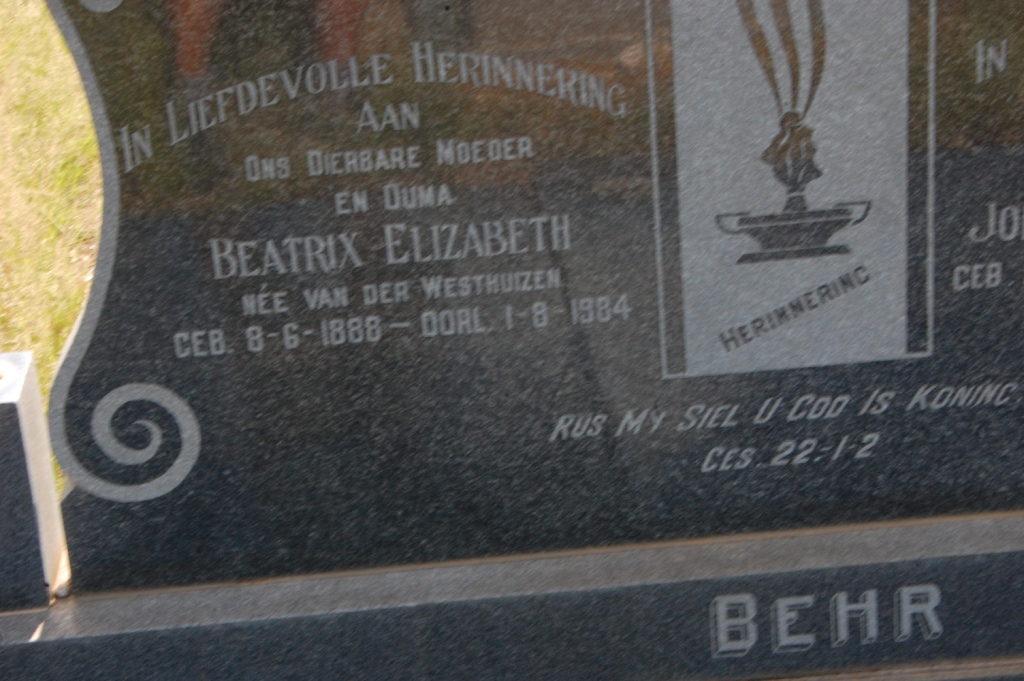 In Liefdevolle Herinnering
Aan
Ons Dierbare Moeder
en Ouma
Beatrix Elizabeth
née van der Westhuizen
Geb. 8-6-1888 – Oorl. 1-8-1984
Herinnering
In
Geb.
Rus My Siel U God Is Koning
Ges. 22:-1-2
BEHR